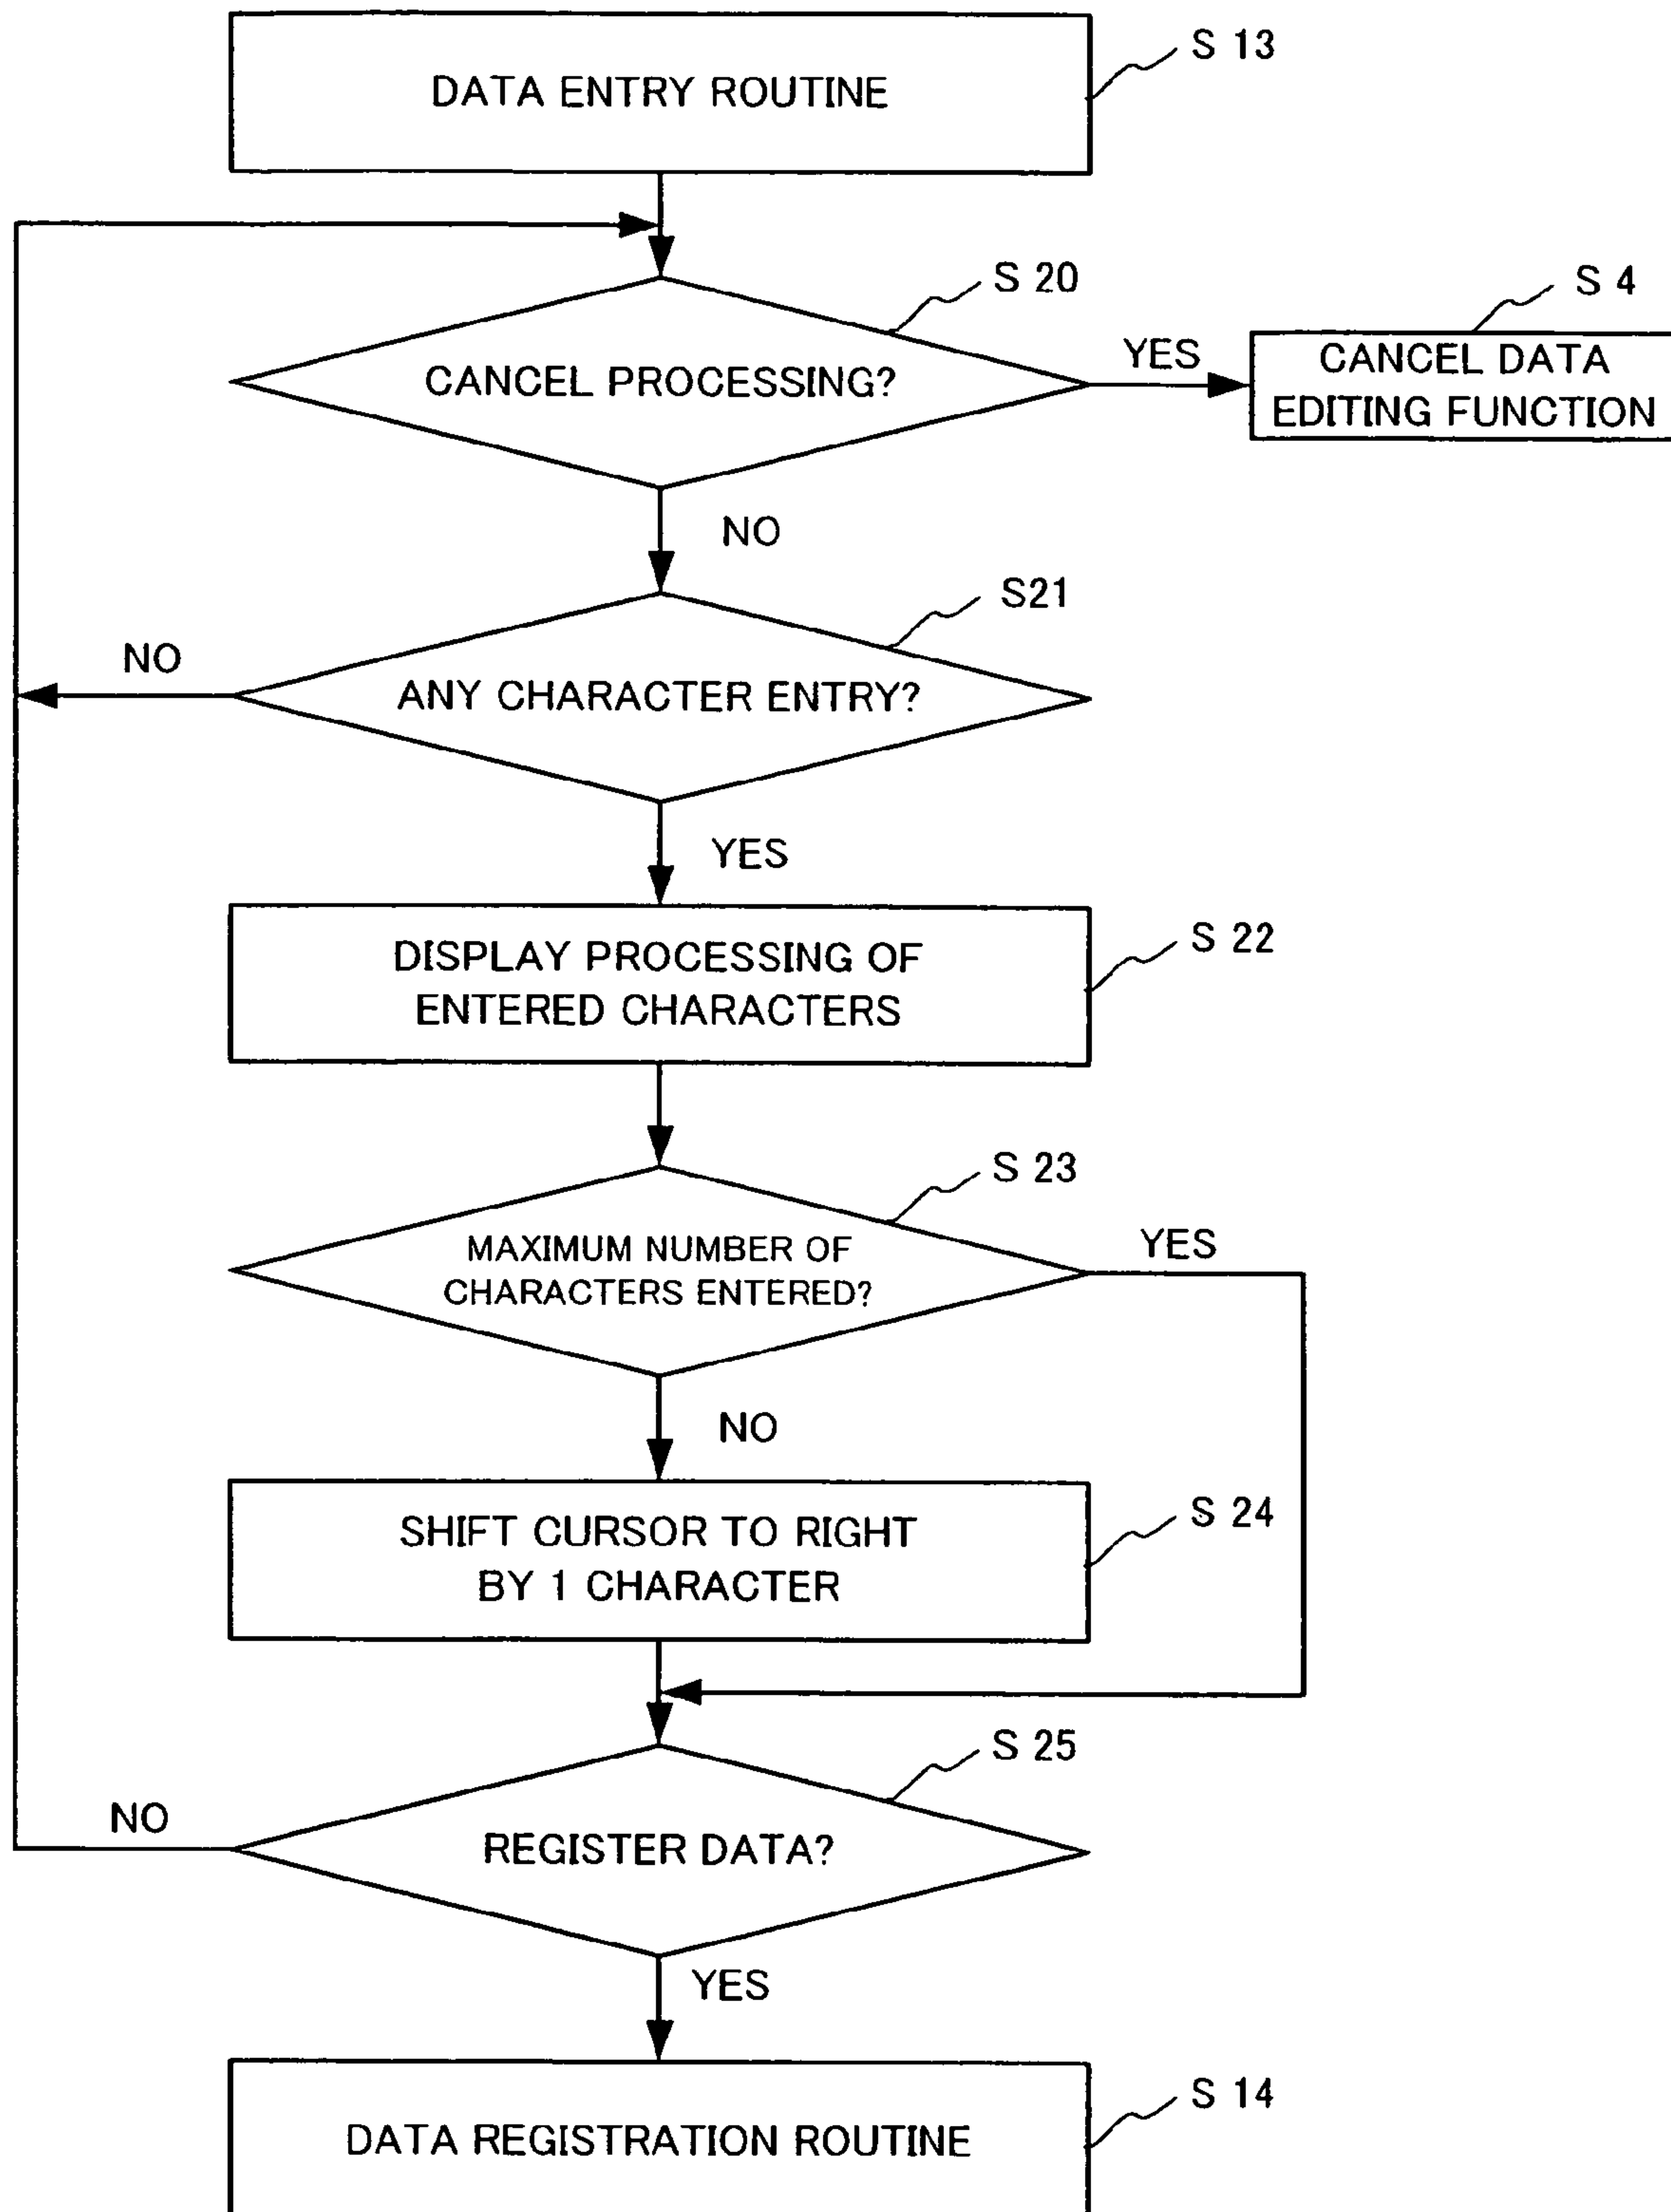 S 13
DATA ENTRY ROUTINE
S 20
S 4
CANCEL PROCESSING?
YES
CANCEL DATA
EDITING FUNCTION
NO
S21
NO
ANY CHARACTER ENTRY?
YES
S 22
DISPLAY PROCESSING OF
ENTERED CHARACTERS
S 23
MAXIMUM NUMBER OF
CHARACTERS ENTERED?
YES
NO
S 24
SHIFT CURSOR TO RIGHT
BY 1 CHARACTER
S 25
NO
REGISTER DATA?
YES
S 14
DATA REGISTRATION ROUTINE